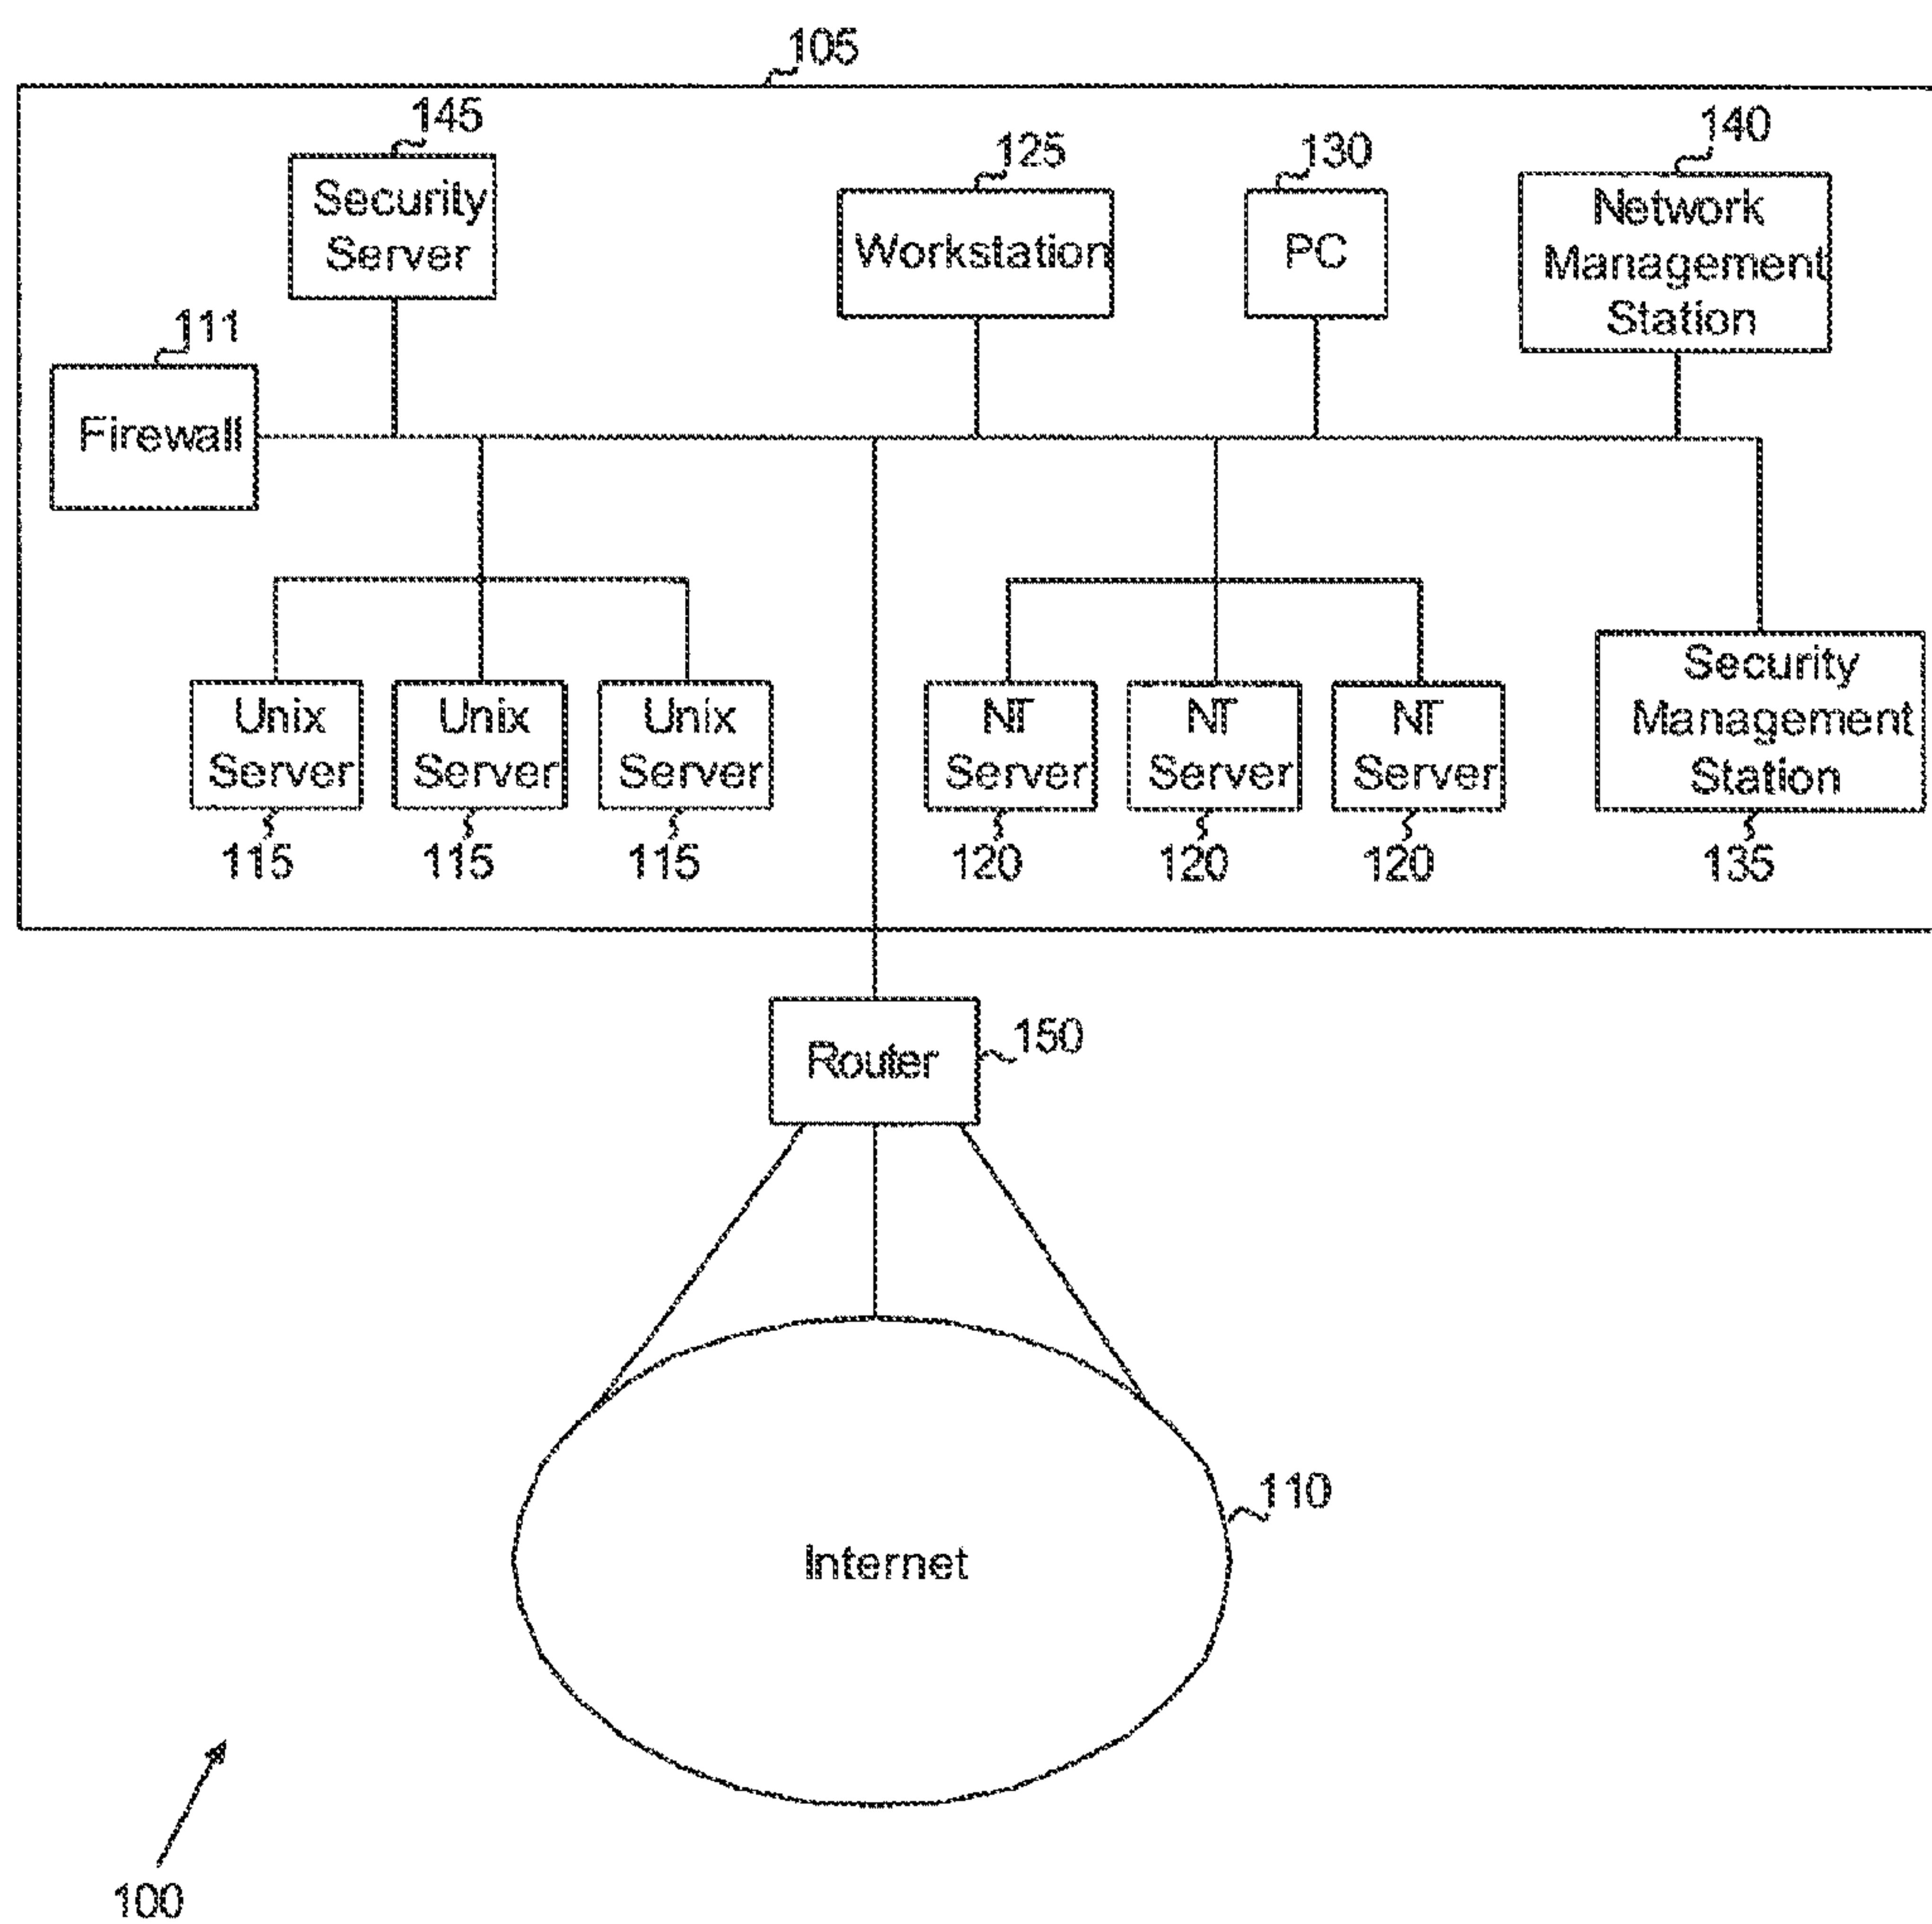 105
145
125
130
140
Security
Server
Workstation
PC
Network
Management
Station
111
Firewall
Unix
Server
Unix
Server
Unix
Server
NT
Server
NT
Server
NT
Server
Security
Management
Station
115
115
115
120
120
120
135
Router
150
110
Internet
100